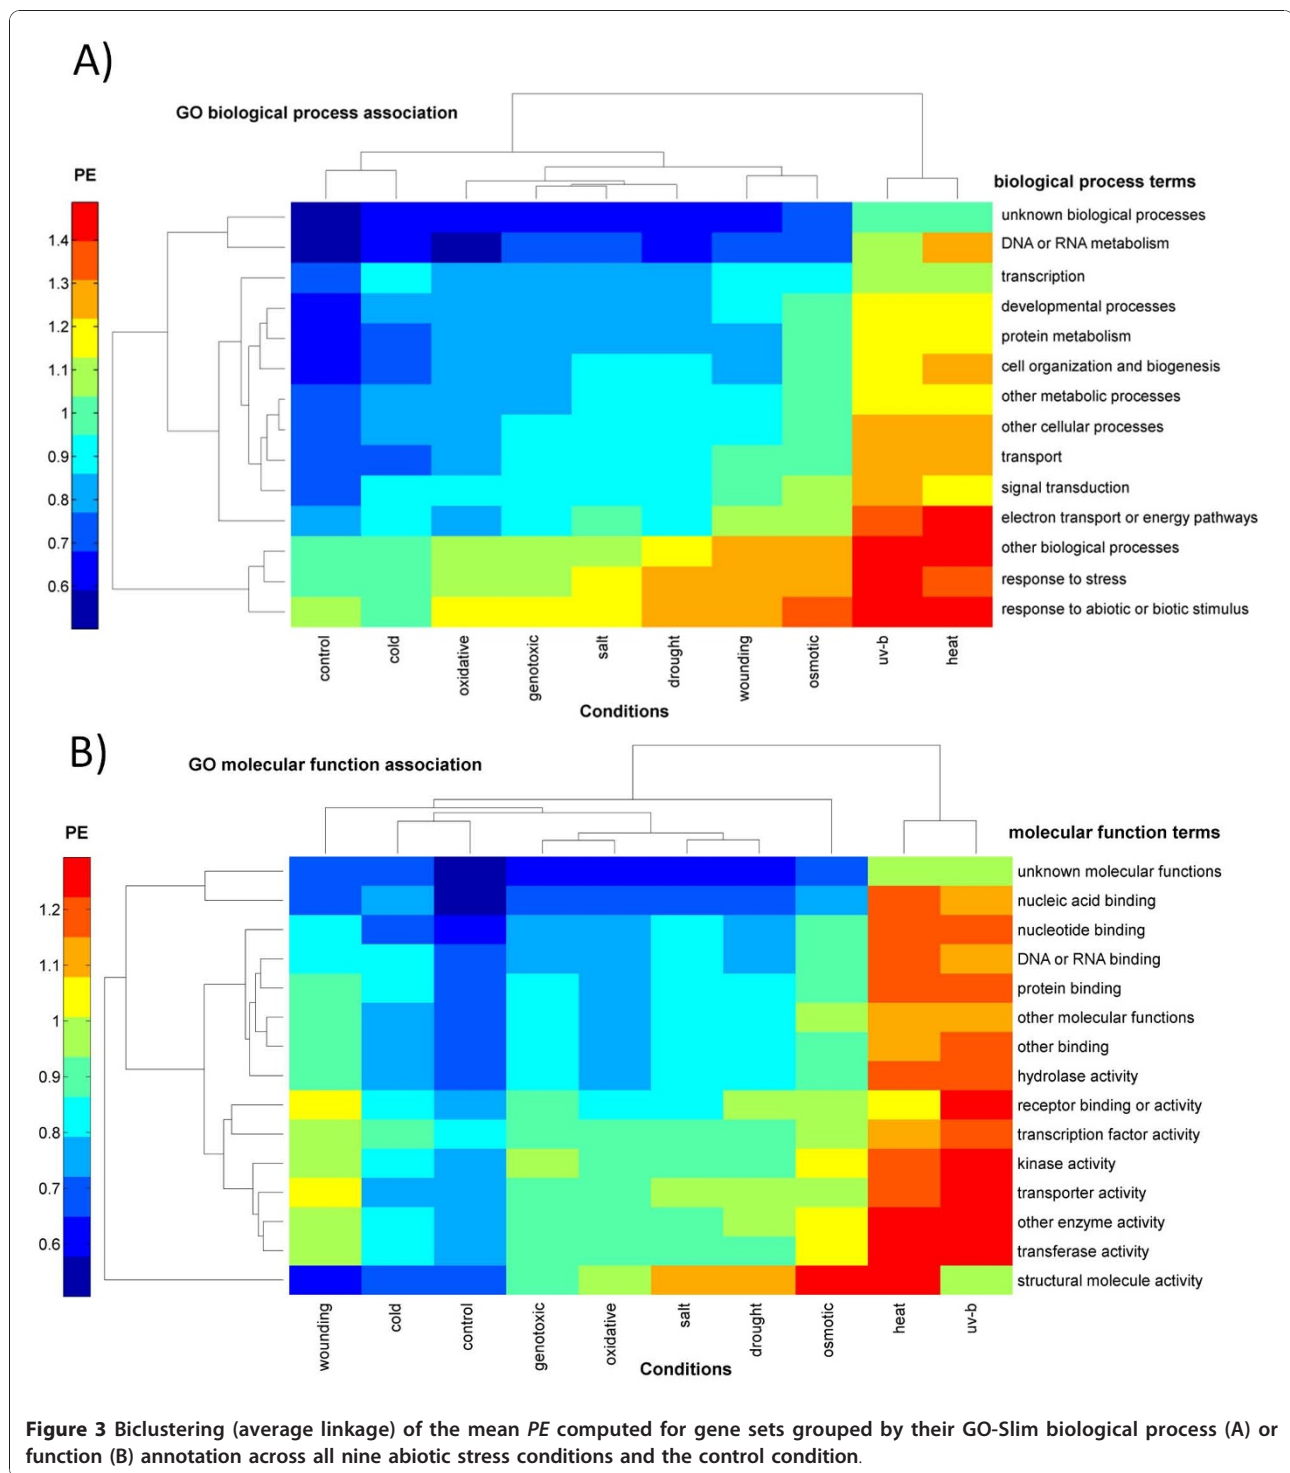 A)
GO biological process association
PE
1.4
1.3
1.2
1.1
1
0.9
0.8
0.7
0.6
biological process terms
unknown biological processes
DNA or RNA metabolism
transcription
developmental processes
protein metabolism
cell organization and biogenesis
other metabolic processes
other cellular processes
transport
signal transduction
electron transport or energy pathways
other biological processes
response to stress
response to abiotic or biotic stimulus
control
cold
oxidative
genotoxic
salt
drought
wounding
osmotic
uv-b
heat
Conditions
B)
GO molecular function association
PE
1.2
1.1
1
0.9
0.8
0.7
0.6
molecular function terms
unknown molecular functions
nucleic acid binding
nucleotide binding
DNA or RNA binding
protein binding
other molecular functions
other binding
hydrolase activity
receptor binding or activity
transcription factor activity
kinase activity
transporter activity
other enzyme activity
transferase activity
structural molecule activity
wounding
cold
control
genotoxic
oxidative
salt
drought
osmotic
heat
uv-b
Conditions
Figure 3 Biclustering (average linkage) of the mean PE computed for gene sets grouped by their GO-Slim biological process (A) or
function (B) annotation across all nine abiotic stress conditions and the control condition.